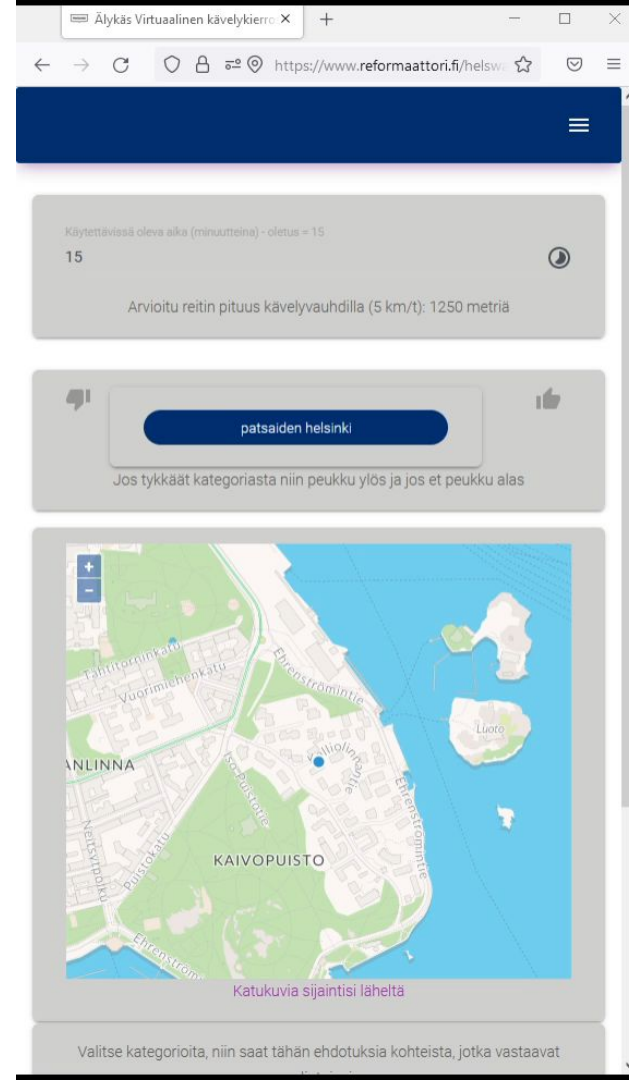 Älykäs Virtuaalinen kävelykierro
https://www.reformaattori.fi/helsw
Käytettävissä oleva aika (minuutteina) - oletus = 15
15
Arvioitu reitin pituus kävelyvauhdilla (5 km/t): 1250 metriä
patsaiden helsinki
Jos tykkäät kategoriasta niin peukku ylös ja jos et peukku alas
+
-
Tähtitorninkatu
Vuorimiehenkatu
Ehrenströmintie
Luoto
ANLINNA
Iso Puistotie
Ehrenströmintie
Neitsytpolku
Puistokatu
KAIVOPUISTO
Ehrenström
Katukuvia sijaintisi läheltä
Valitse kategorioita, niin saat tähän ehdotuksia kohteista, jotka vastaavat